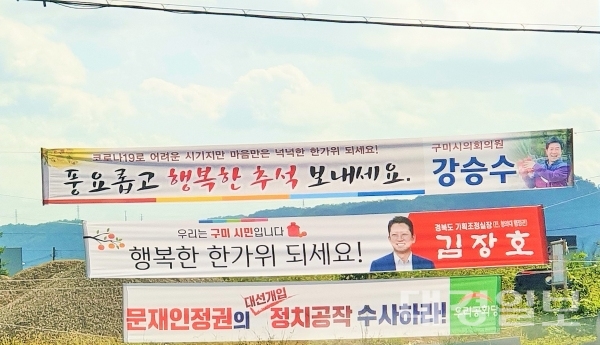 코로나19로 어려운 시기지만 마음만은 넉넉한 한가위 되세요!
풍요롭고 행복한 추석 보내세요.
구미시의회의원
강승수
우리는 구미 시민입니다
행복한 한가위 되세요!
경북도 기획조정실장
김장호
대선개입
문재인정권의 정치공작 수사하라!
대경일보